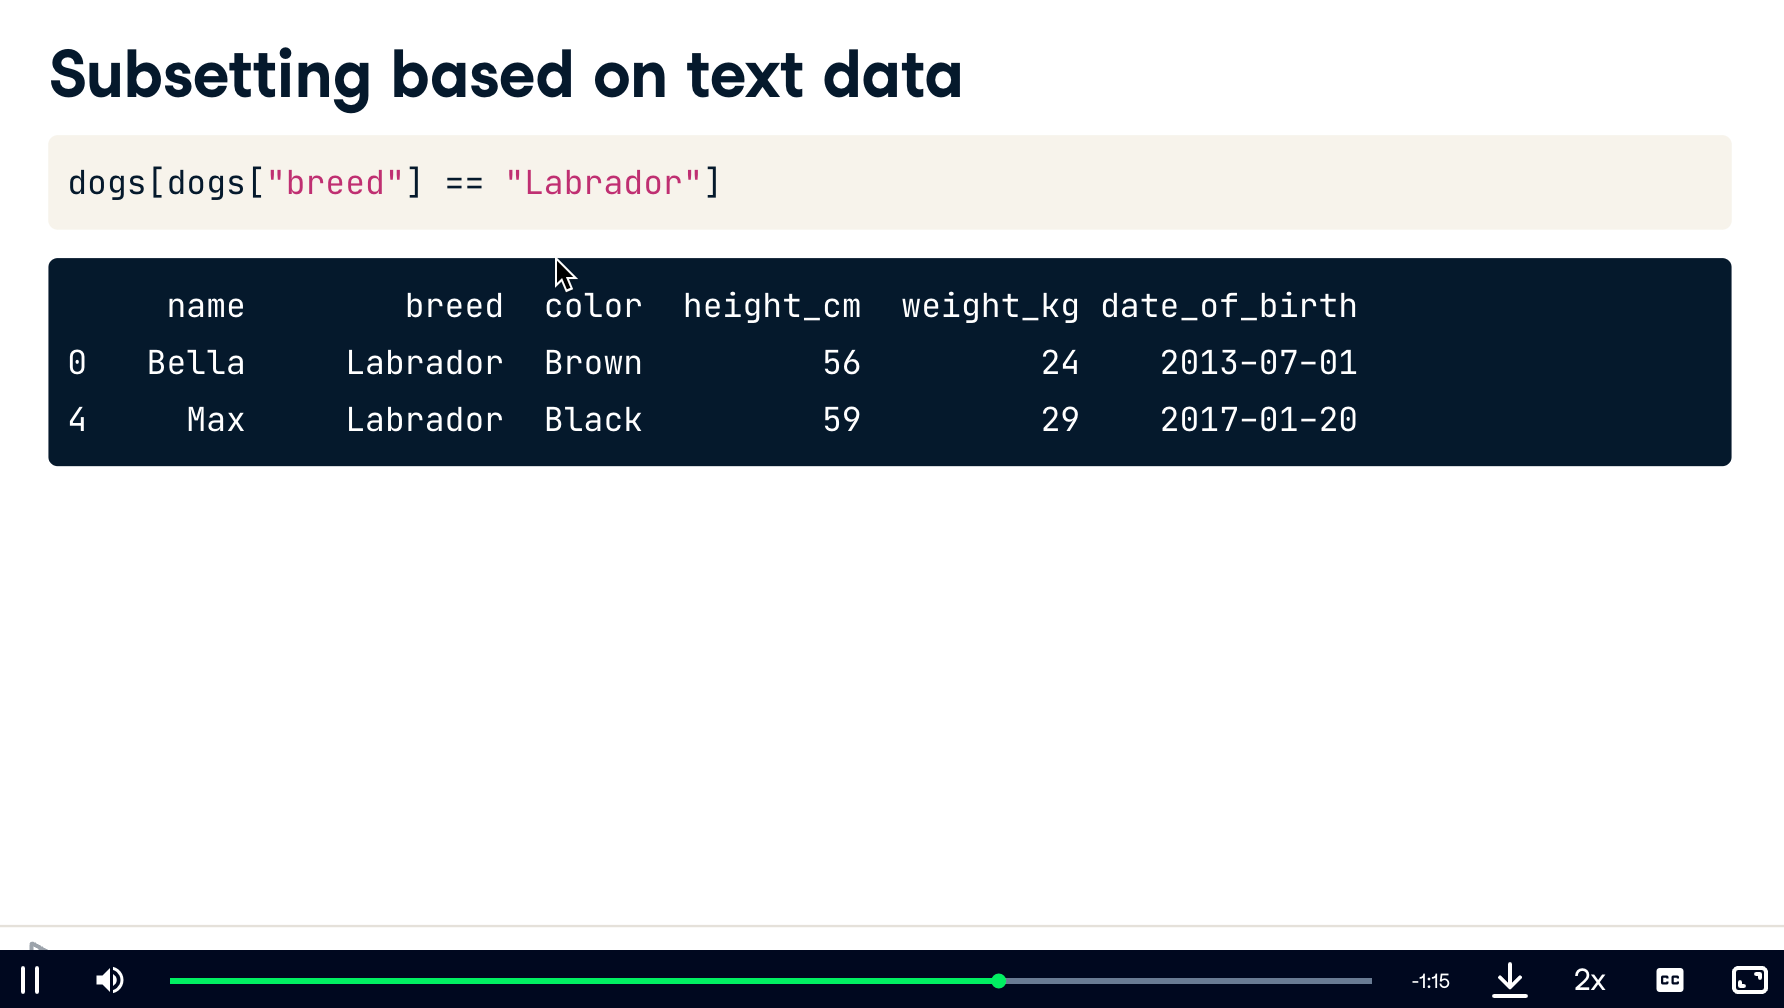 Subsetting based on text data
dogs[dogs["breed"] == "Labrador"]
name breed color height_cm weight_kg date_of_birth
0 Bella Labrador Brown 56 24 2013-07-01
4 Max Labrador Black 59 29 2017-01-20
-1:15 2x CC